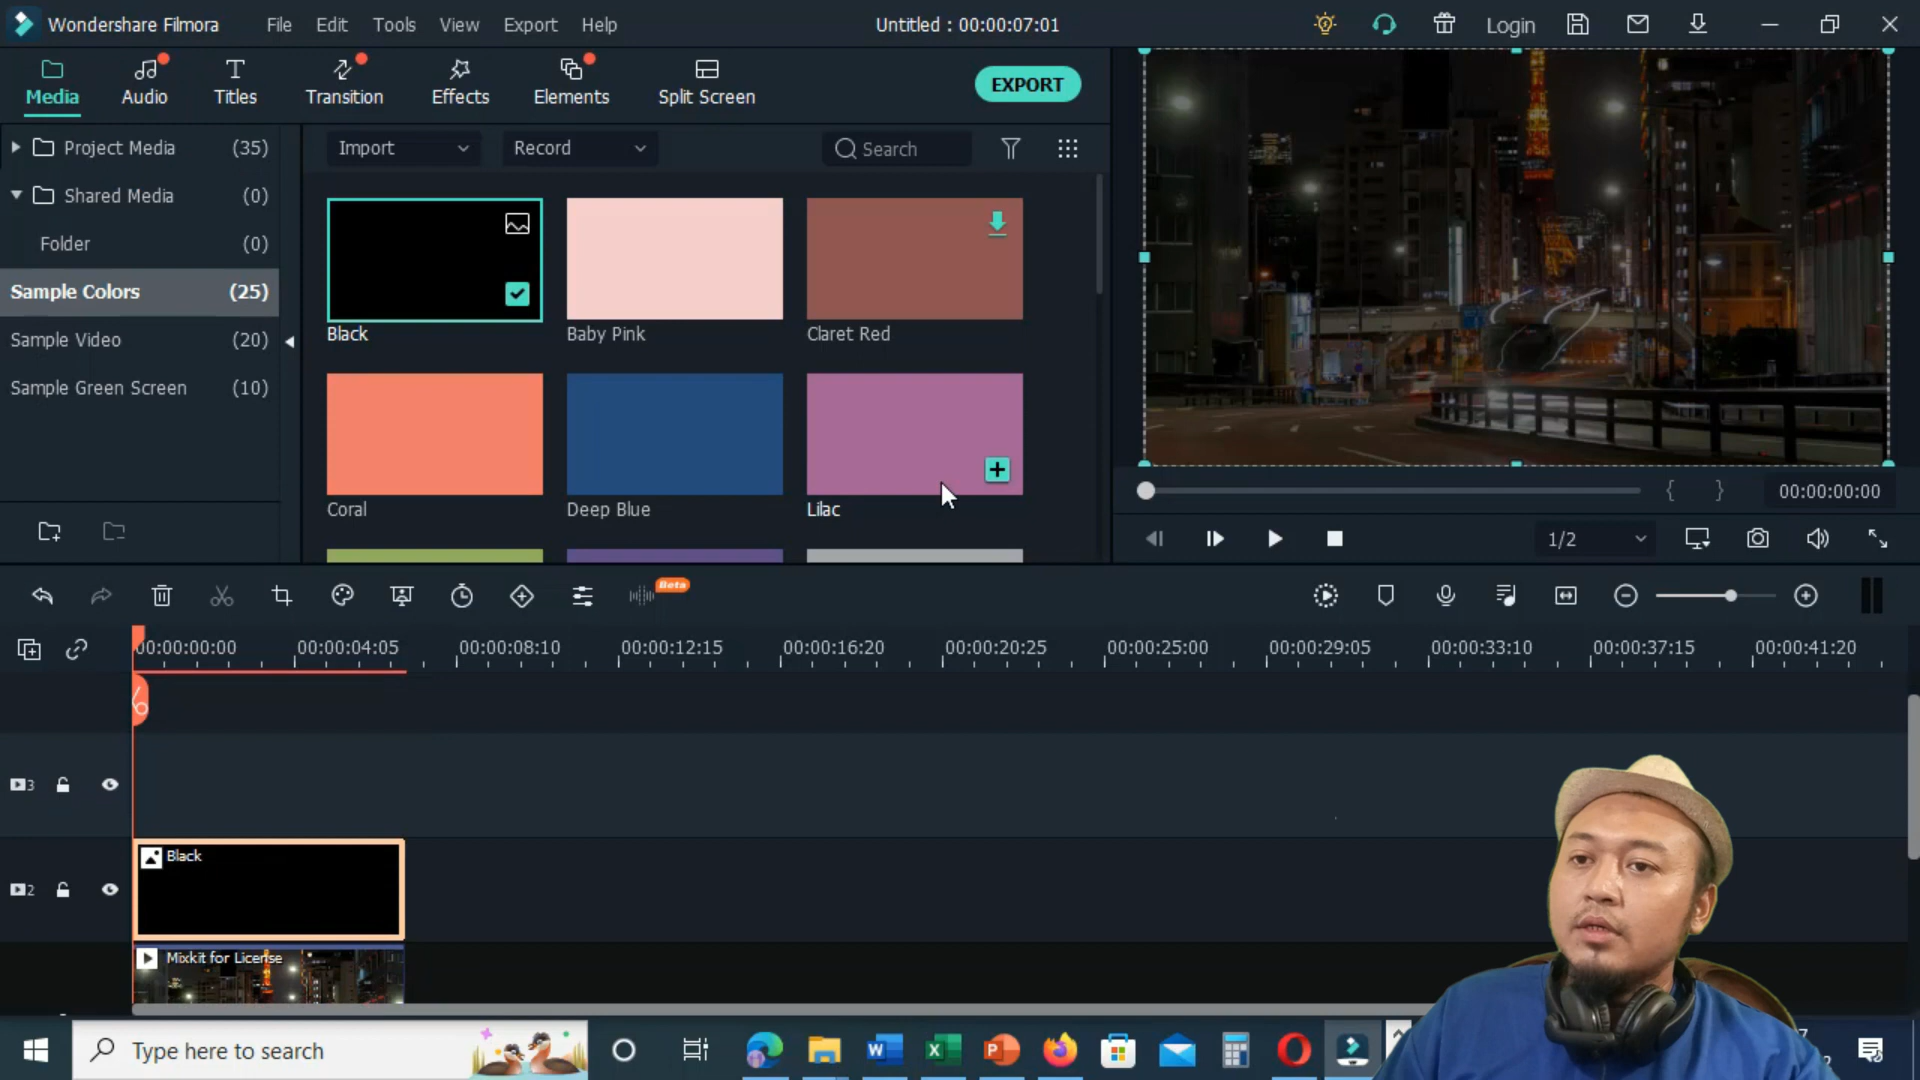 Wondershare Filmora
File
Edit
Tools
View
Export
Help
Untitled : 00:00:07:01
Login
Media
Audio
Titles
Transition
Effects
Elements
Split Screen
EXPORT
Project Media (35)
Shared Media (0)
Folder (0)
Sample Colors (25)
Sample Video (20)
Sample Green Screen (10)
Import
Record
Search
Black
Baby Pink
Claret Red
Coral
Deep Blue
Lilac
{ }
00:00:00:00
1/2
Beta
00:00:00:00
00:00:04:05
00:00:08:10
00:00:12:15
00:00:16:20
00:00:20:25
00:00:25:00
00:00:29:05
00:00:33:10
00:00:37:15
00:00:41:20
3
2
Black
Mixkit for License
Type here to search